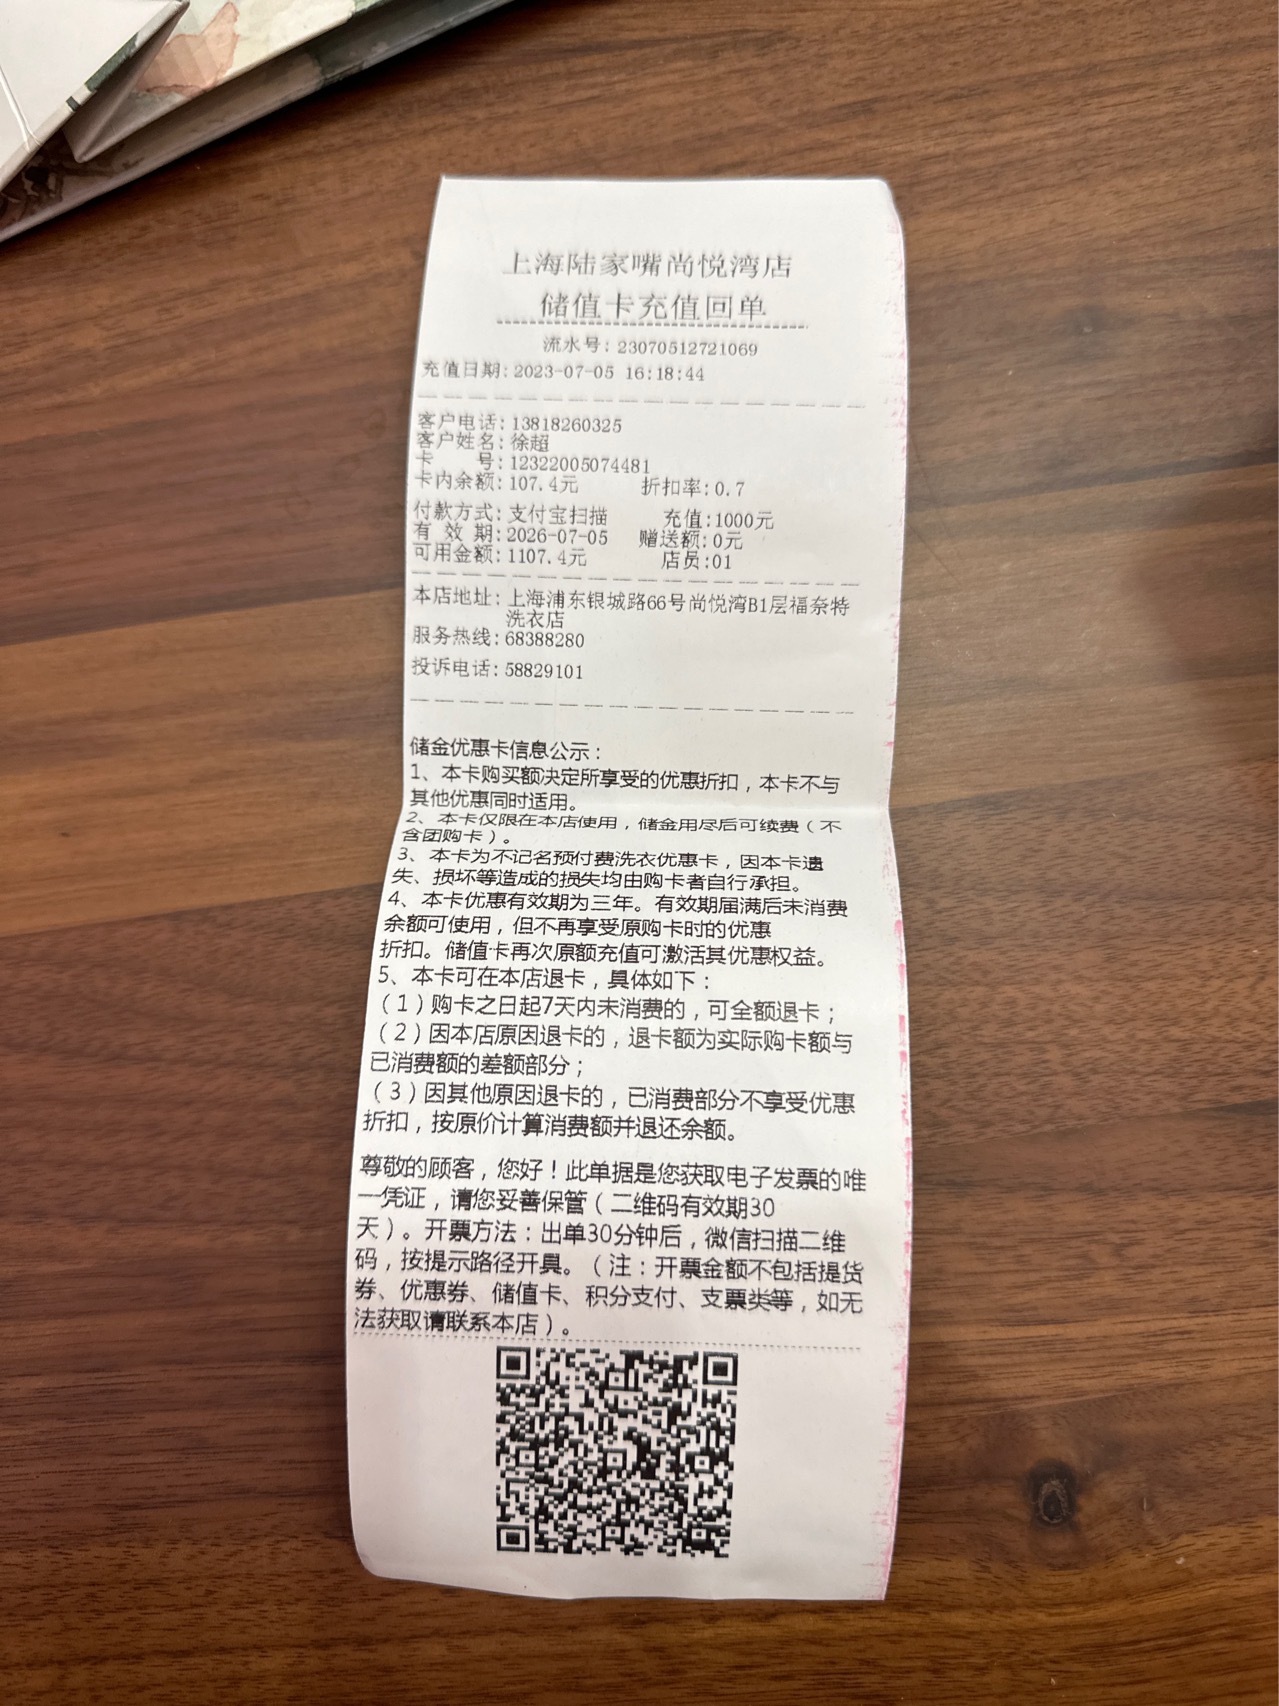 上海陆家嘴尚悦湾店
储值卡充值回单
流水号: 23070512721069
充值日期: 2023-07-05 16:18:44
客户电话: 13818260325
客户姓名: 徐超
卡 号: 12322005074481
卡内余额: 107.4元 折扣率: 0.7
付款方式: 支付宝扫描 充值: 1000元
有 效 期: 2026-07-05 赠送额: 0元
可用金额: 1107.4元 店员: 01
本店地址: 上海浦东银城路66号尚悦湾B1层福奈特
洗衣店
服务热线: 68388280
投诉电话: 58829101
储金优惠卡信息公示：
1、本卡购买额决定所享受的优惠折扣，本卡不与
其他优惠同时适用。
2、本卡仅限在本店使用，储金用尽后可续费（不
含团购卡）。
3、本卡为不记名预付费洗衣优惠卡，因本卡遗
失、损坏等造成的损失均由购卡者自行承担。
4、本卡优惠有效期为三年。有效期届满后未消费
余额可使用，但不再享受原购卡时的优惠
折扣。储值卡再次原额充值可激活其优惠权益。
5、本卡可在本店退卡，具体如下：
（1）购卡之日起7天内未消费的，可全额退卡；
（2）因本店原因退卡的，退卡额为实际购卡额与
已消费额的差额部分；
（3）因其他原因退卡的，已消费部分不享受优惠
折扣，按原价计算消费额并退还余额。
尊敬的顾客，您好！此单据是您获取电子发票的唯
一凭证，请您妥善保管（二维码有效期30
天）。开票方法：出单30分钟后，微信扫描二维
码，按提示路径开具。（注：开票金额不包括提货
券、优惠券、储值卡、积分支付、支票类等，如无
法获取请联系本店）。